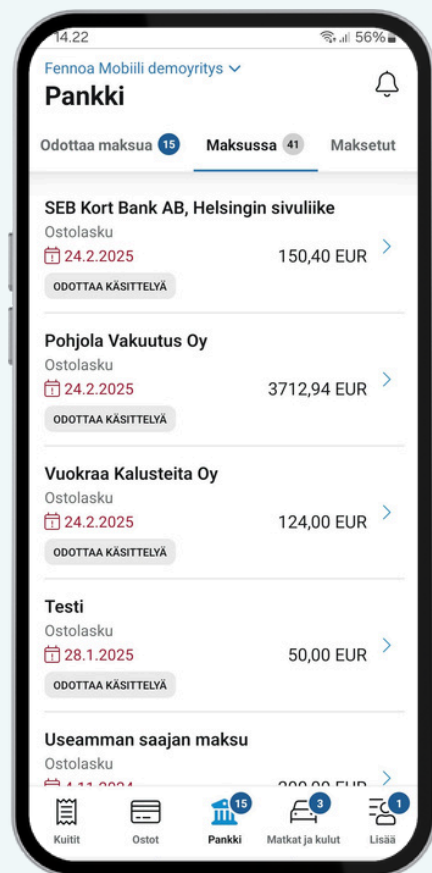 14.22 56%
Fennoa Mobiili demoyritys
Pankki
Odottaa maksua 15 Maksussa 41 Maksetut
SEB Kort Bank AB, Helsingin sivuliike
Ostolasku
24.2.2025 150,40 EUR
ODOTTAA KÄSITTELYÄ
Pohjola Vakuutus Oy
Ostolasku
24.2.2025 3712,94 EUR
ODOTTAA KÄSITTELYÄ
Vuokraa Kalusteita Oy
Ostolasku
24.2.2025 124,00 EUR
ODOTTAA KÄSITTELYÄ
Testi
Ostolasku
28.1.2025 50,00 EUR
ODOTTAA KÄSITTELYÄ
Useamman saajan maksu
Ostolasku
15 3 1
Kuitit Ostot Pankki Matkat ja kulut Lisää